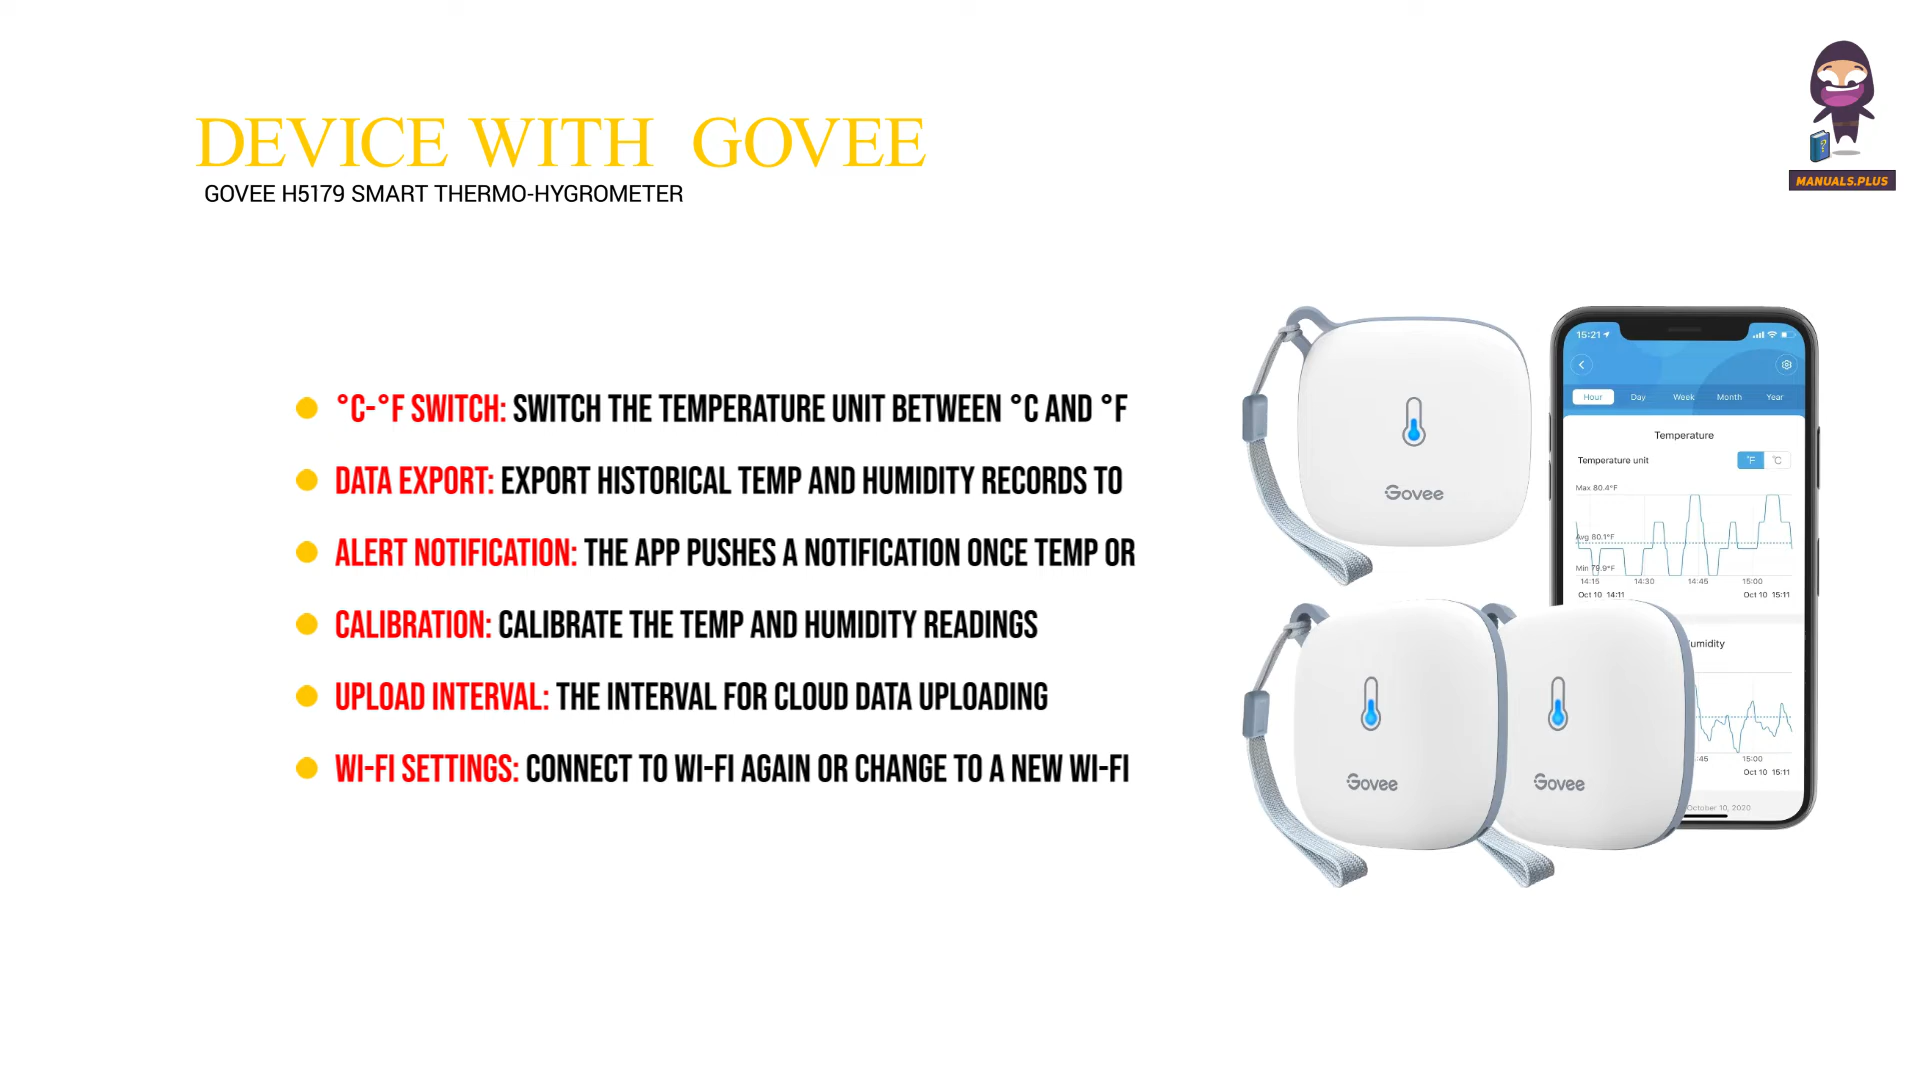 DEVICE WITH GOVEE
GOVEE H5179 SMART THERMO-HYGROMETER
MANUALS.PLUS
°C-°F SWITCH: SWITCH THE TEMPERATURE UNIT BETWEEN °C AND °F
DATA EXPORT: EXPORT HISTORICAL TEMP AND HUMIDITY RECORDS TO
ALERT NOTIFICATION: THE APP PUSHES A NOTIFICATION ONCE TEMP OR
CALIBRATION: CALIBRATE THE TEMP AND HUMIDITY READINGS
UPLOAD INTERVAL: THE INTERVAL FOR CLOUD DATA UPLOADING
WI-FI SETTINGS: CONNECT TO WI-FI AGAIN OR CHANGE TO A NEW WI-FI
Govee
15:21
Hour Day Week Month Year
Temperature
Temperature unit °F °C
Max 80.4°F
Avg 80.1°F
Min 79.9°F
14:15 14:30 14:45 15:00
Oct 10 14:11 Oct 10 15:11
umidity
:45 15:00
Oct 10 15:11
October 10, 2020
Govee
Govee